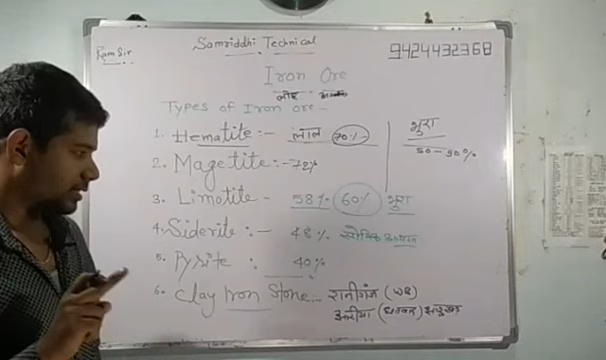 Ram Sir
Samriddhi Technical
9424432368
Iron Ore
लौह
Types of Iron ore-
1. Hematite :- लाल 70%
भूरा
50-90%
2. Magetite :- 72%
3. Limotite - 58% 60% भूरा
4. Siderite :- 48%
5. Pyrite : 40%
6. Clay Iron Stone... रानीगंज (WB)